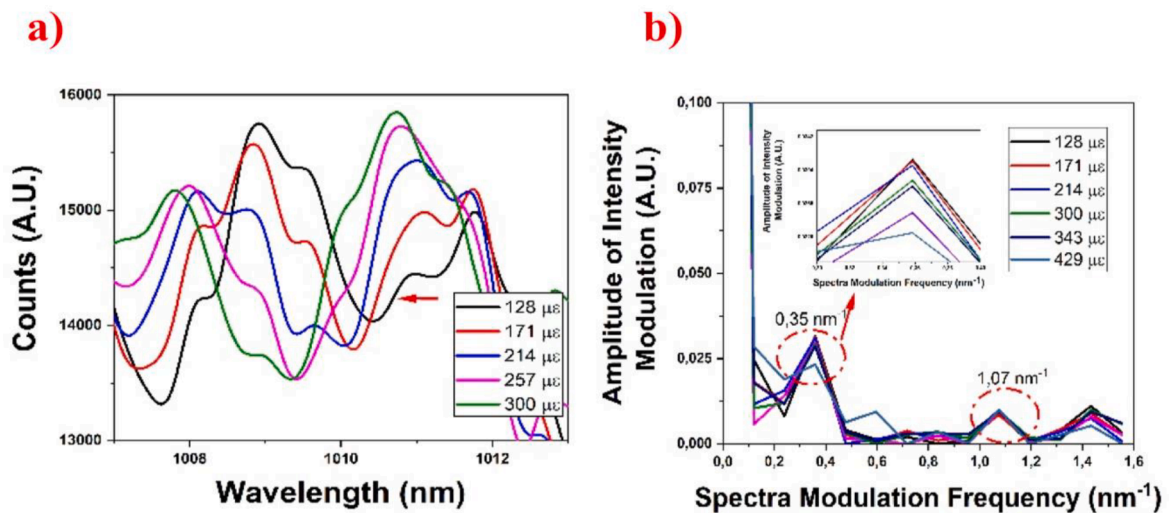 a)
16000
15000
14000
13000
Counts (A.U.)
1008
1010
1012
Wavelength (nm)
128 με
171 με
214 με
257 με
300 με
b)
0,100
0,075
0,050
0,025
0,000
Amplitude of Intensity
Modulation (A.U.)
0,0 0,2 0,4 0,6 0,8 1,0 1,2 1,4 1,6
Spectra Modulation Frequency (nm⁻¹)
Amplitude of Intensity
Modulation (A.U.)
Spectra Modulation Frequency (nm⁻¹)
128 με
171 με
214 με
300 με
343 με
429 με
0,35 nm⁻¹
1,07 nm⁻¹